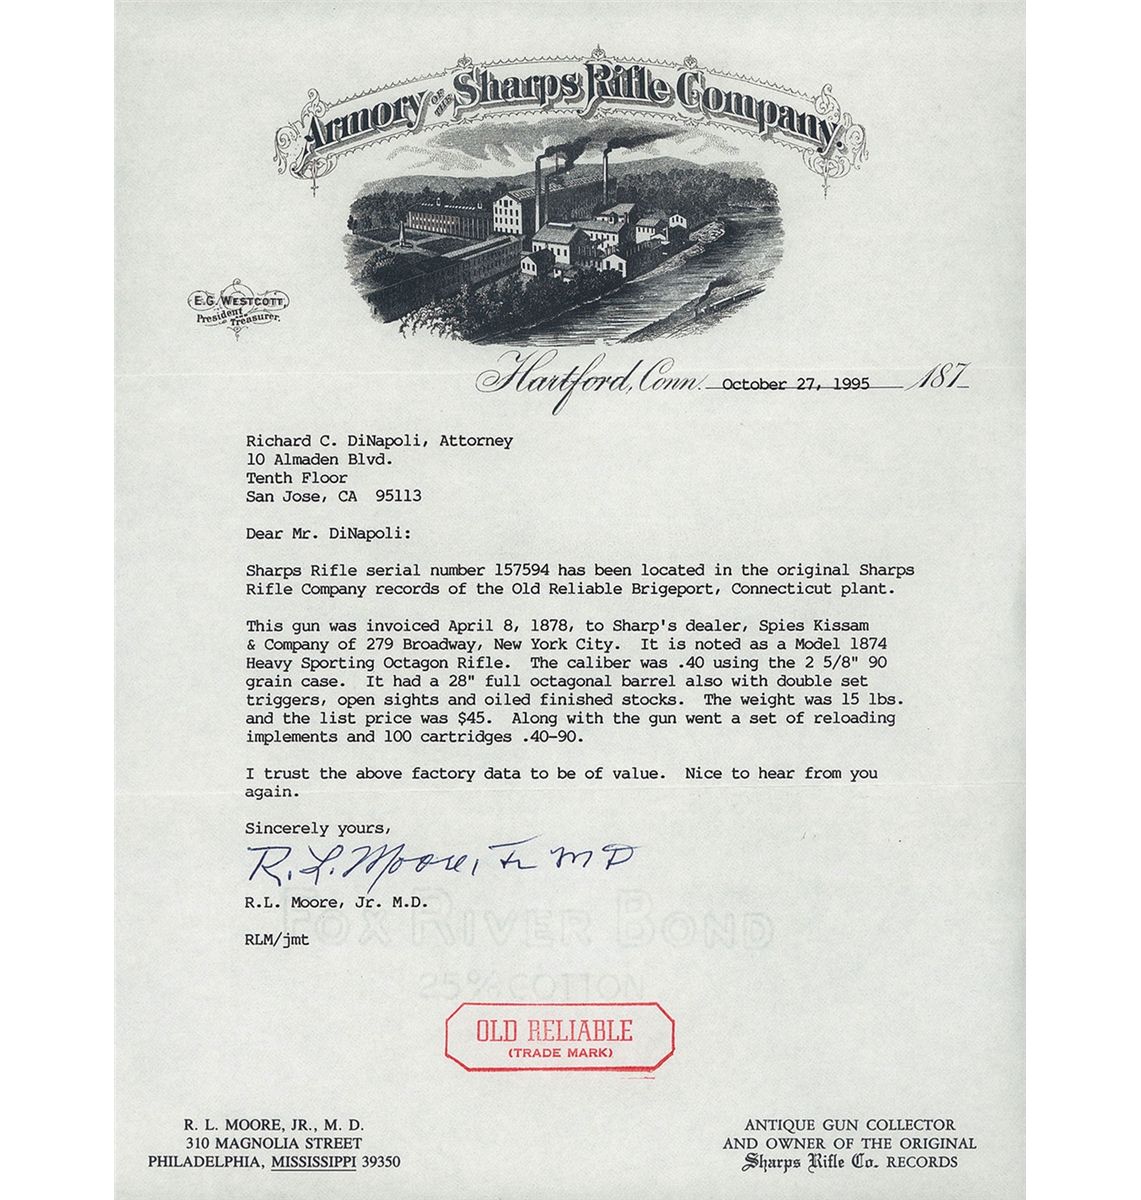 Armory OF THE Sharps Rifle Company.
E.G. Westcott,
President
& Treasurer.
Hartford, Conn. October 27, 1995 187_
Richard C. DiNapoli, Attorney
10 Almaden Blvd.
Tenth Floor
San Jose, CA 95113
Dear Mr. DiNapoli:
Sharps Rifle serial number 157594 has been located in the original Sharps
Rifle Company records of the Old Reliable Brigeport, Connecticut plant.
This gun was invoiced April 8, 1878, to Sharp's dealer, Spies Kissam
& Company of 279 Broadway, New York City. It is noted as a Model 1874
Heavy Sporting Octagon Rifle. The caliber was .40 using the 2 5/8" 90
grain case. It had a 28" full octagonal barrel also with double set
triggers, open sights and oiled finished stocks. The weight was 15 lbs.
and the list price was $45. Along with the gun went a set of reloading
implements and 100 cartridges .40-90.
I trust the above factory data to be of value. Nice to hear from you
again.
Sincerely yours,
R. L. Moore, Jr MD
R.L. Moore, Jr. M.D.
Fox River Bond
RLM/jmt
25% COTTON
OLD RELIABLE
(TRADE MARK)
R. L. MOORE, JR., M. D.
310 MAGNOLIA STREET
PHILADELPHIA, MISSISSIPPI 39350
ANTIQUE GUN COLLECTOR
AND OWNER OF THE ORIGINAL
Sharps Rifle Co. RECORDS